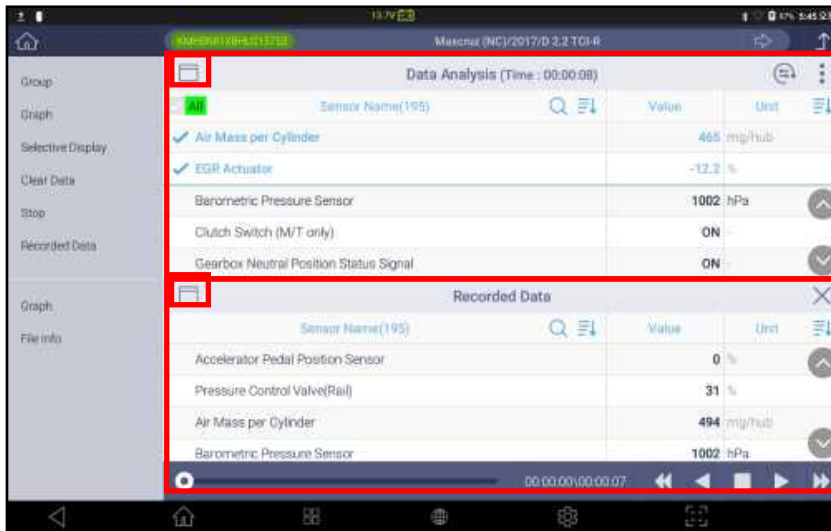 13.7V
5:45
Maxcruz (NC)/2017/D 2.2 TCI-R
Group
Graph
Selective Display
Clear Data
Stop
Recorded Data
Graph
File Info
Data Analysis (Time : 00:00:08)
All Sensor Name(195) Value Unit
Air Mass per Cylinder 465 mg/hub
EGR Actuator -12.2 %
Barometric Pressure Sensor 1002 hPa
Clutch Switch (M/T only) ON -
Gearbox Neutral Position Status Signal ON -
Recorded Data
Sensor Name(195) Value Unit
Accelerator Pedal Position Sensor 0 %
Pressure Control Valve(Rail) 31 %
Air Mass per Cylinder 494 mg/hub
Barometric Pressure Sensor 1002 hPa
00:00:00\00:00:07